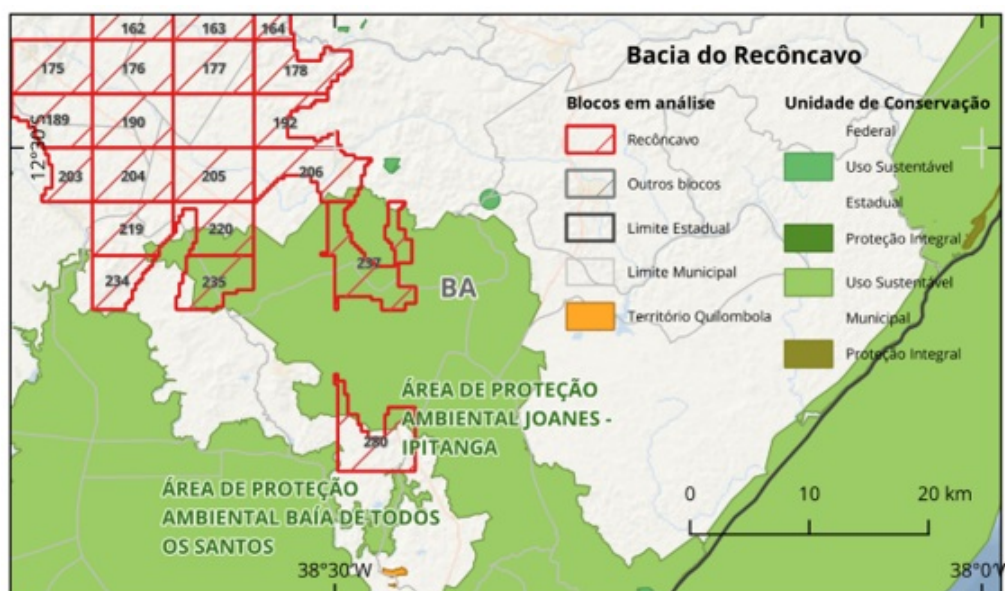 162 163 164
175 176 177 178
189 190 192
203 204 205 206
219 220
234 235 237
280
12°30'S
BA
ÁREA DE PROTEÇÃO
AMBIENTAL JOANES -
IPITANGA
ÁREA DE PROTEÇÃO
AMBIENTAL BAÍA DE TODOS
OS SANTOS
Bacia do Recôncavo
Blocos em análise
Recôncavo
Outros blocos
Limite Estadual
Limite Municipal
Território Quilombola
Unidade de Conservação
Federal
Uso Sustentável
Estadual
Proteção Integral
Uso Sustentável
Municipal
Proteção Integral
0 10 20 km
38°30'W 38°0'W